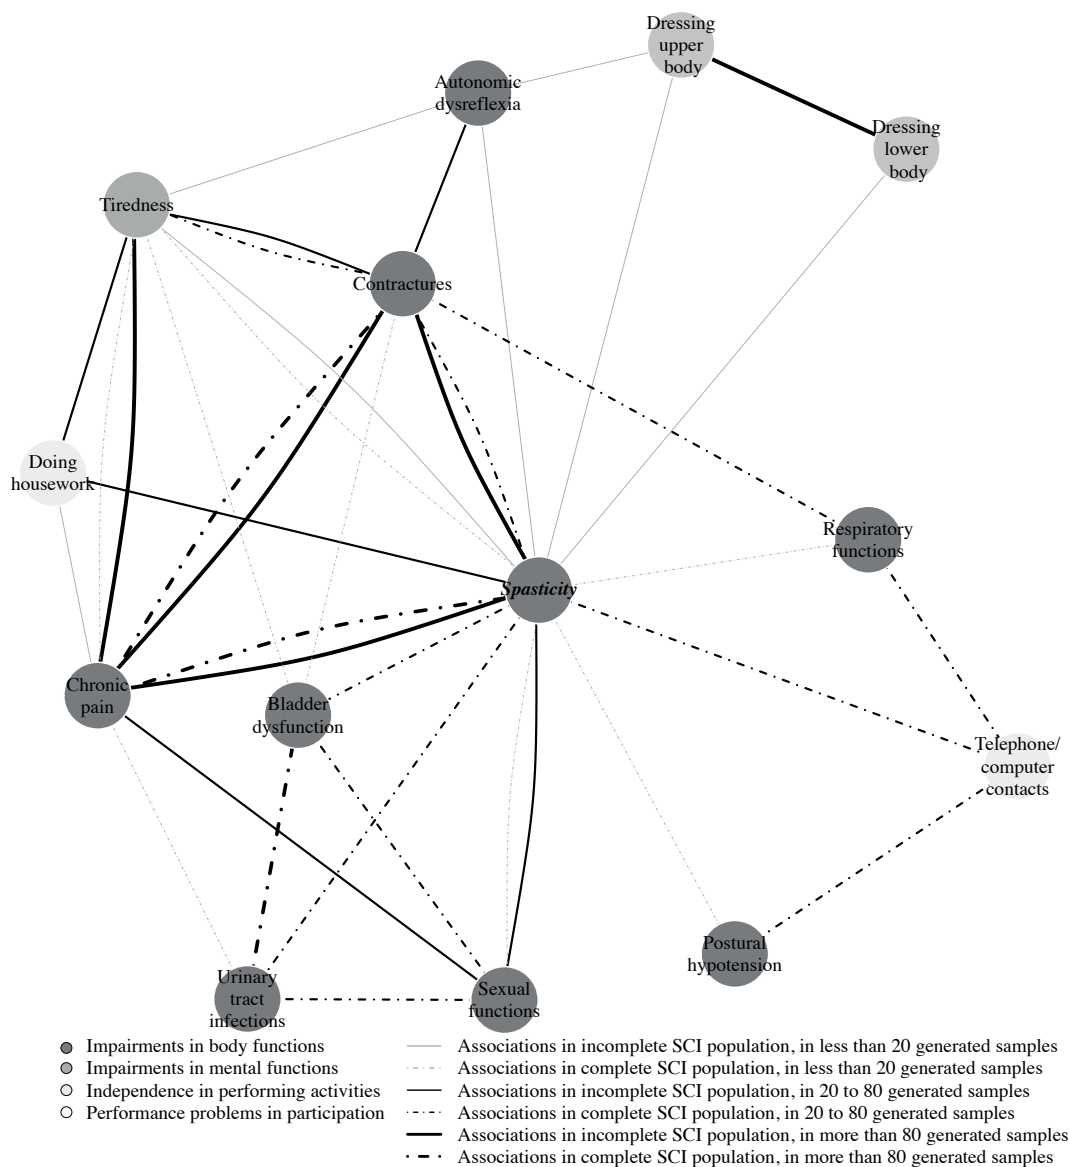 Dressing
upper
body
Autonomic
dysreflexia
Dressing
lower
body
Tiredness
Contractures
Doing
housework
Respiratory
functions
Spasticity
Chronic
pain
Bladder
dysfunction
Telephone/
computer
contacts
Postural
hypotension
Urinary
tract
infections
Sexual
functions
Impairments in body functions
Impairments in mental functions
Independence in performing activities
Performance problems in participation
Associations in incomplete SCI population, in less than 20 generated samples
Associations in complete SCI population, in less than 20 generated samples
Associations in incomplete SCI population, in 20 to 80 generated samples
Associations in complete SCI population, in 20 to 80 generated samples
Associations in incomplete SCI population, in more than 80 generated samples
Associations in complete SCI population, in more than 80 generated samples